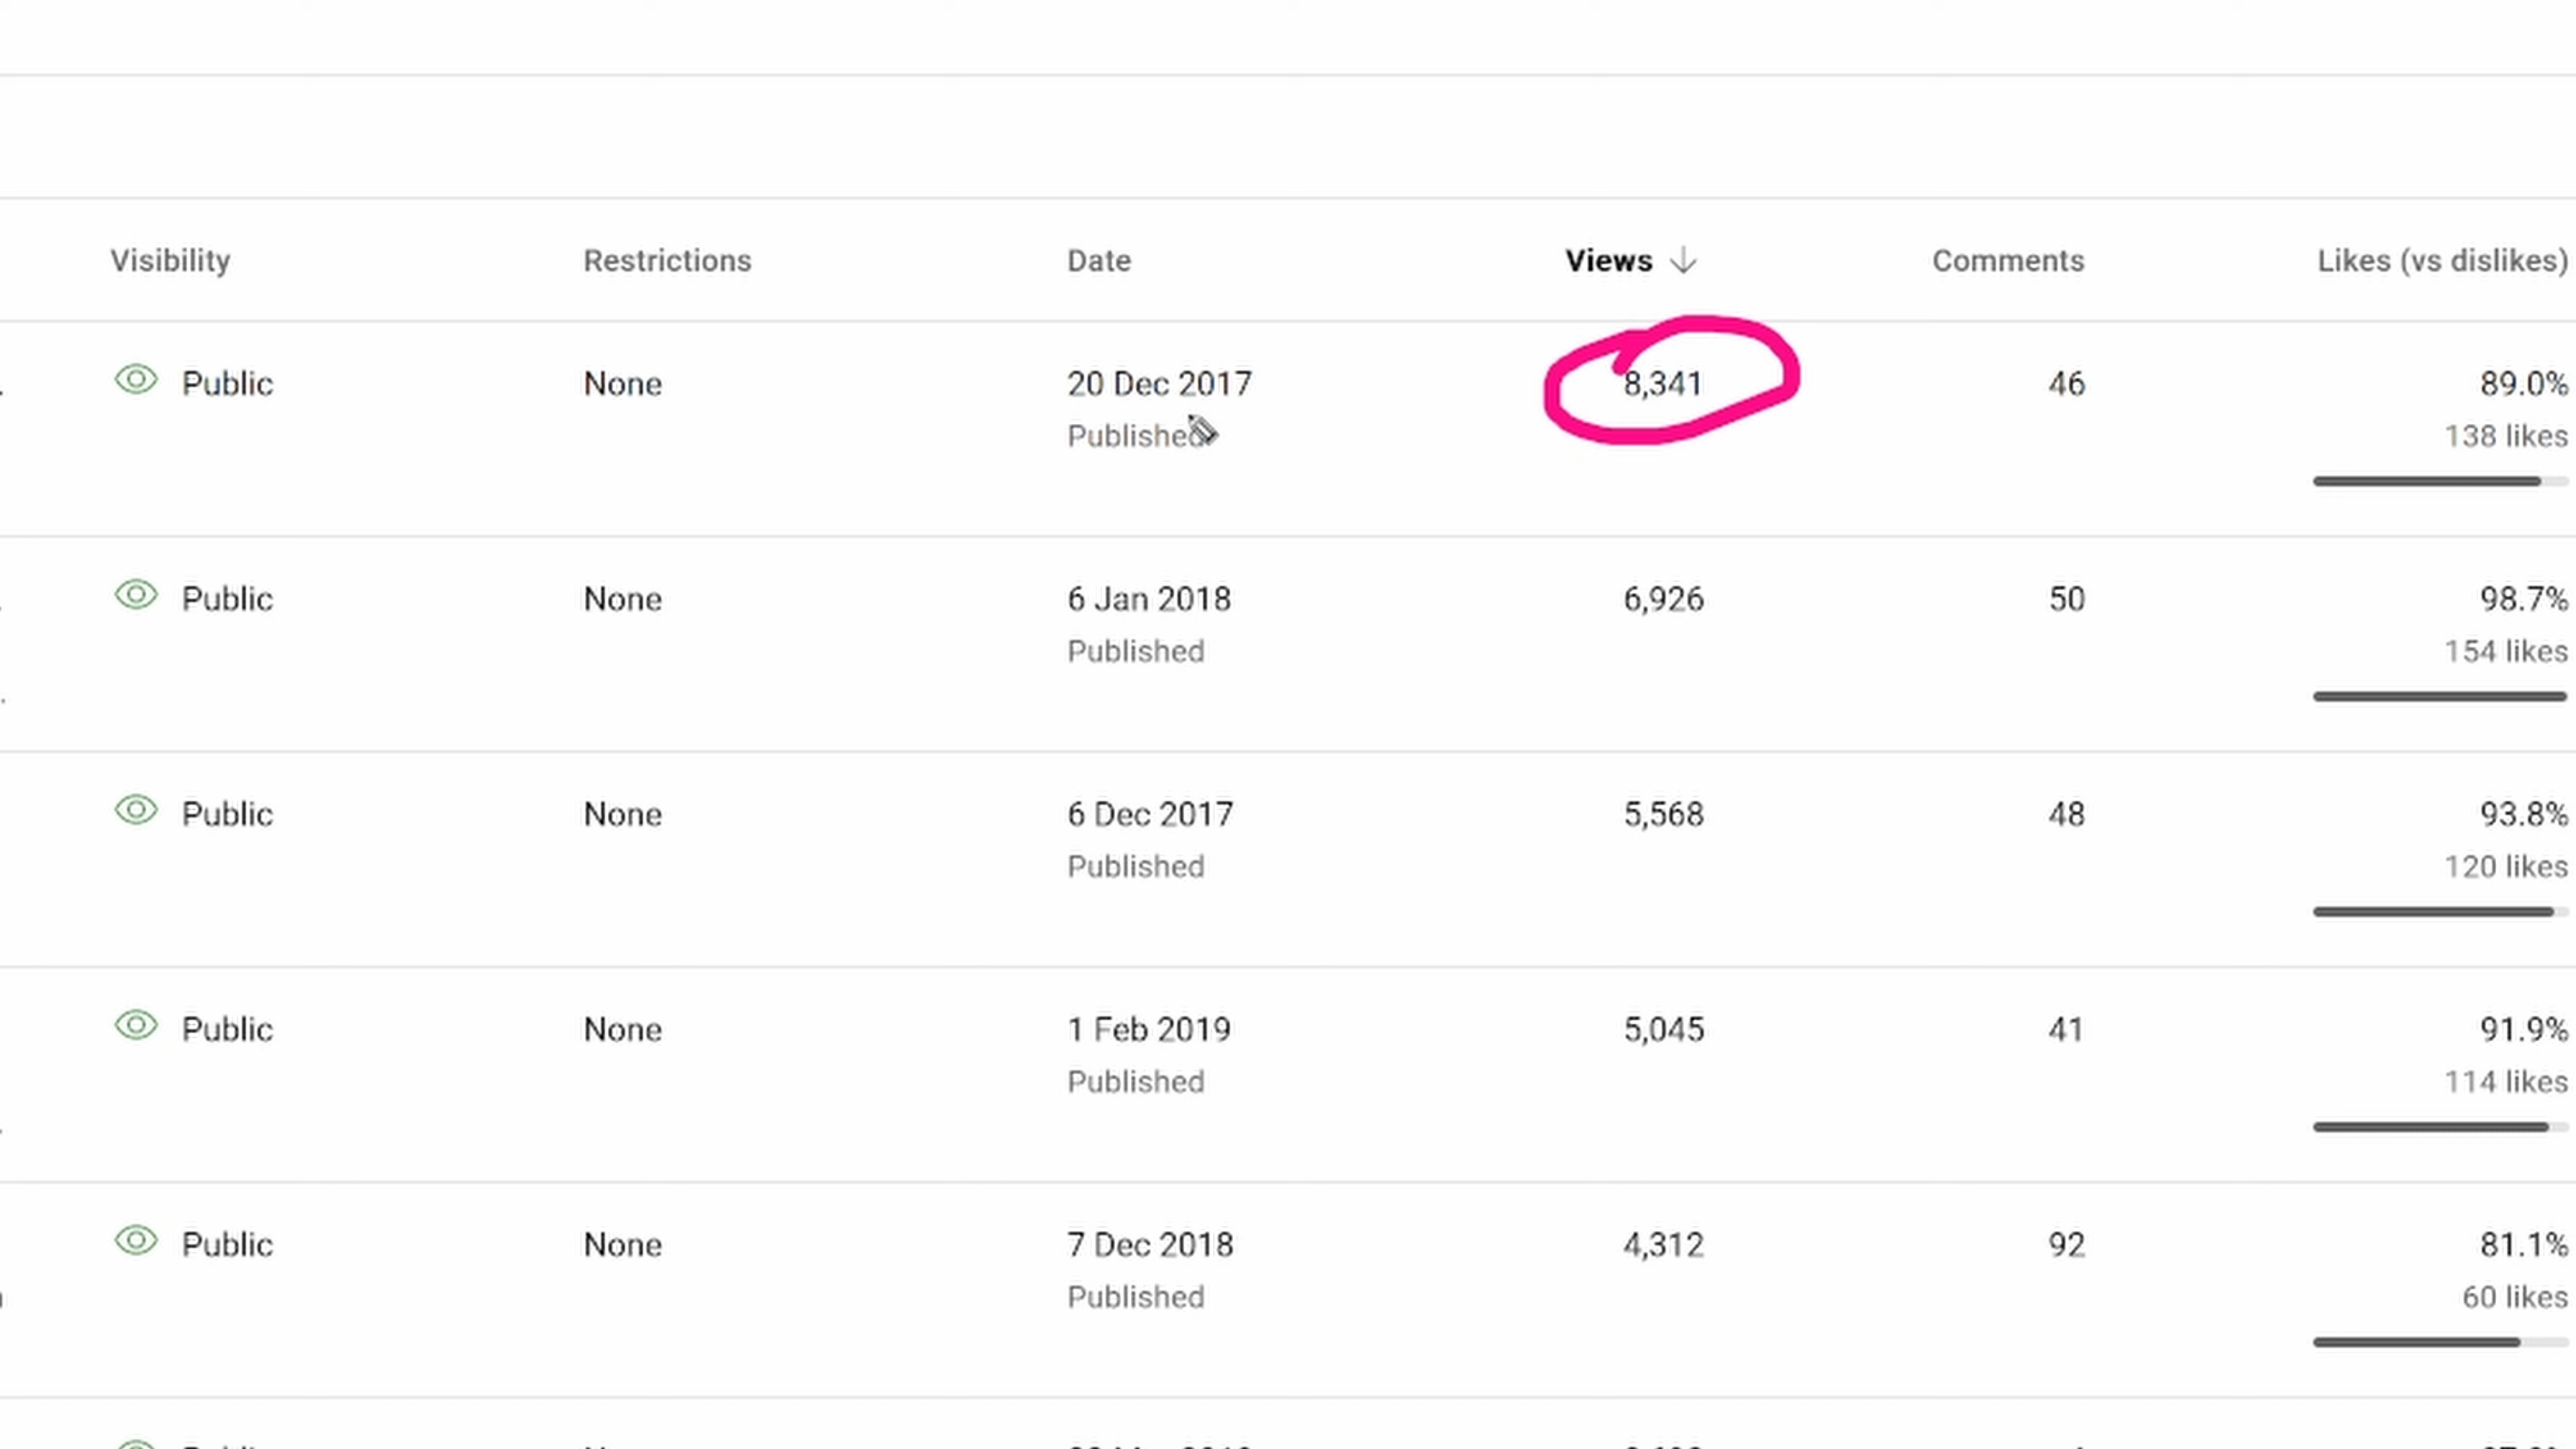 Visibility Restrictions Date Views Comments Likes (vs dislikes)
Public None 20 Dec 2017 8,341 46 89.0%
Published 138 likes
Public None 6 Jan 2018 6,926 50 98.7%
Published 154 likes
Public None 6 Dec 2017 5,568 48 93.8%
Published 120 likes
Public None 1 Feb 2019 5,045 41 91.9%
Published 114 likes
Public None 7 Dec 2018 4,312 92 81.1%
Published 60 likes